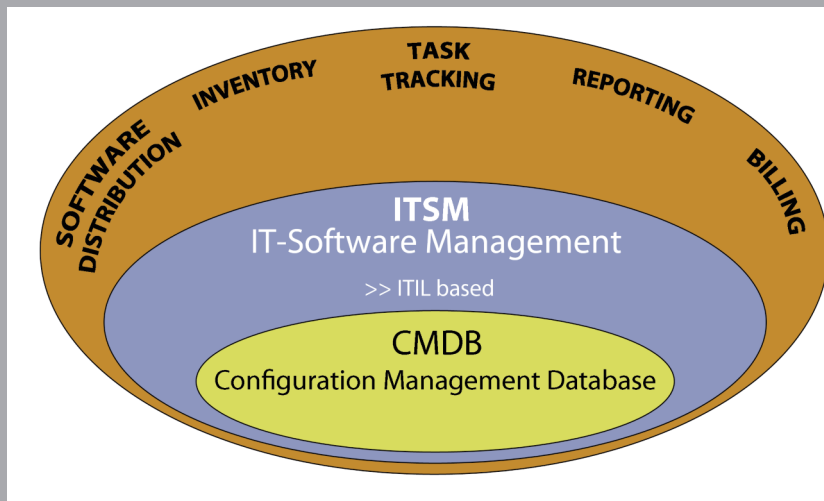 SOFTWARE
DISTRIBUTION
INVENTORY
TASK
TRACKING
REPORTING
BILLING
ITSM
IT-Software Management
>> ITIL based
CMDB
Configuration Management Database